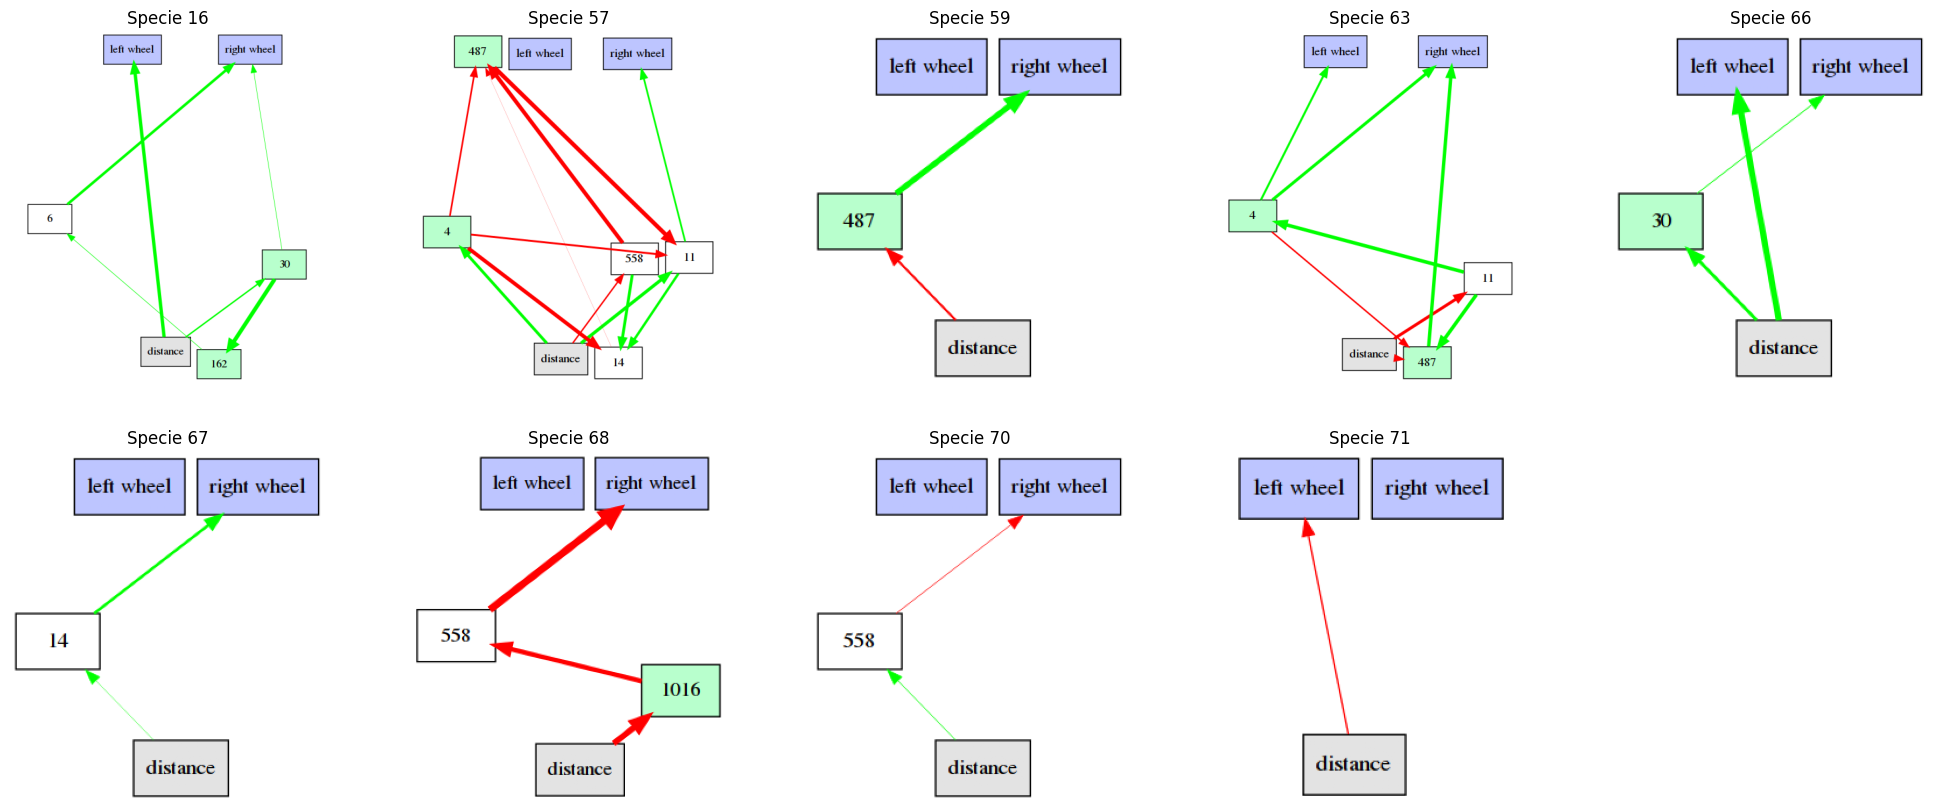 Specie 16
left wheel
right wheel
6
30
distance
162
Specie 57
487
left wheel
right wheel
4
558
11
distance
14
Specie 59
left wheel
right wheel
487
distance
Specie 63
left wheel
right wheel
4
11
distance
487
Specie 66
left wheel
right wheel
30
distance
Specie 67
left wheel
right wheel
14
distance
Specie 68
left wheel
right wheel
558
1016
distance
Specie 70
left wheel
right wheel
558
distance
Specie 71
left wheel
right wheel
distance